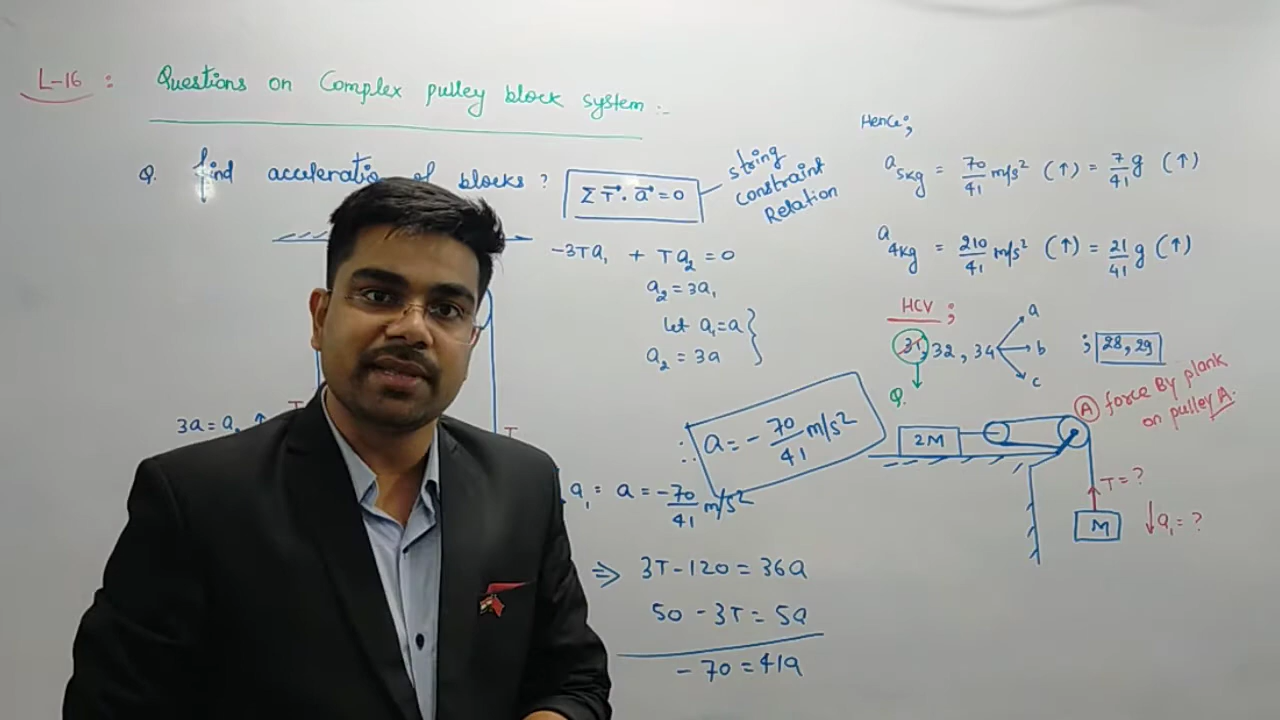 L-16 : Questions on Complex pulley block system :-
Q. find acceleration of blocks ?
Σ T⃗ · a⃗ = 0
string constraint Relation
-3Ta₁ + Ta₂ = 0
a₂ = 3a₁
let a₁ = a
a₂ = 3a
∴ a = - 70/41 m/s²
3a = a₂ ↑
T
T
a₁ = a = -70/41 m/s²
⇒ 3T - 120 = 36a
50 - 3T = 5a
- 70 = 41a
Hence;
a5kg = 70/41 m/s² (↑) = 7/41 g (↑)
a4kg = 210/41 m/s² (↑) = 21/41 g (↑)
HCV ;
31, 32, 34 a b c ; 28, 29
Q.
A force By plank on pulley A.
2M
T = ?
M
↓ a₁ = ?